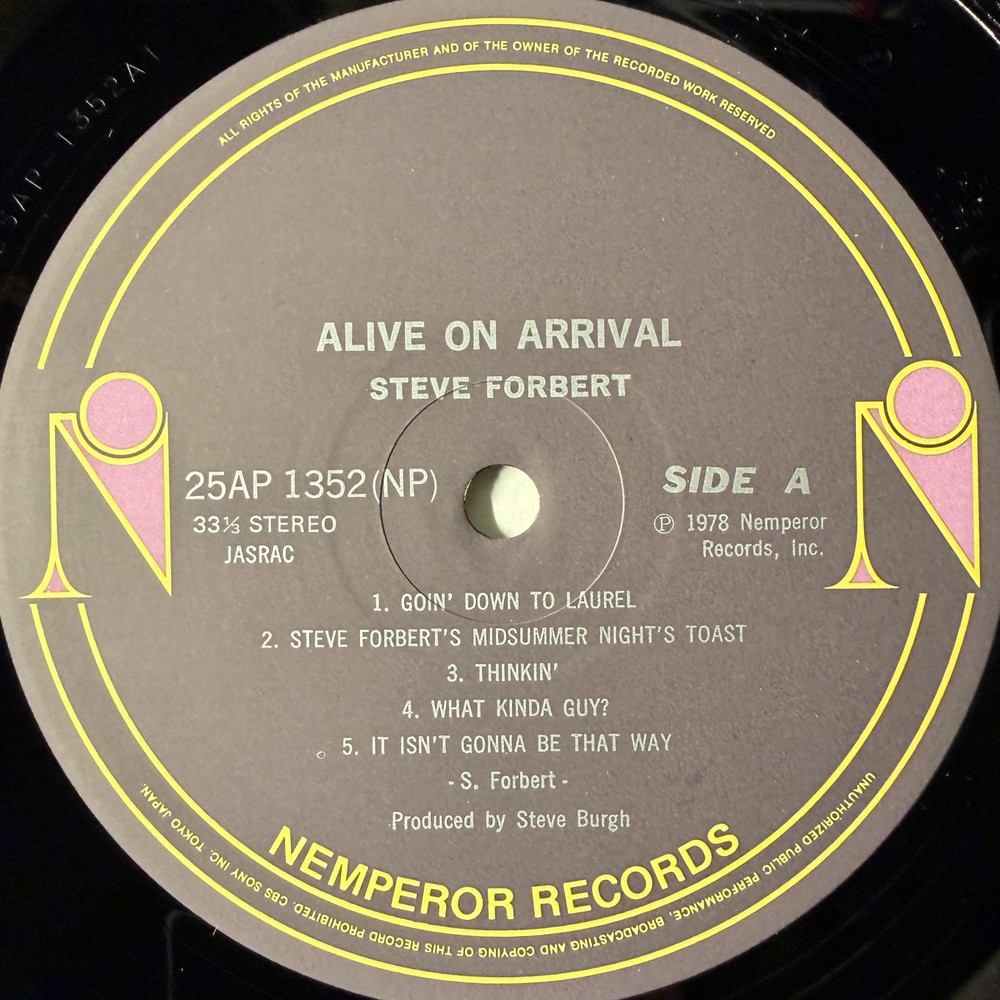 ALL RIGHTS OF THE MANUFACTURER AND OF THE OWNER OF THE RECORDED WORK RESERVED
ALIVE ON ARRIVAL
STEVE FORBERT
25AP 1352(NP)
33⅓ STEREO
JASRAC
SIDE A
Ⓟ 1978 Nemperor
Records, Inc.
1. GOIN' DOWN TO LAUREL
2. STEVE FORBERT'S MIDSUMMER NIGHT'S TOAST
3. THINKIN'
4. WHAT KINDA GUY?
5. IT ISN'T GONNA BE THAT WAY
- S. Forbert -
Produced by Steve Burgh
NEMPEROR RECORDS
UNAUTHORIZED PUBLIC PERFORMANCE, BROADCASTING AND COPYING OF THIS RECORD PROHIBITED. CBS SONY INC. TOKYO JAPAN.